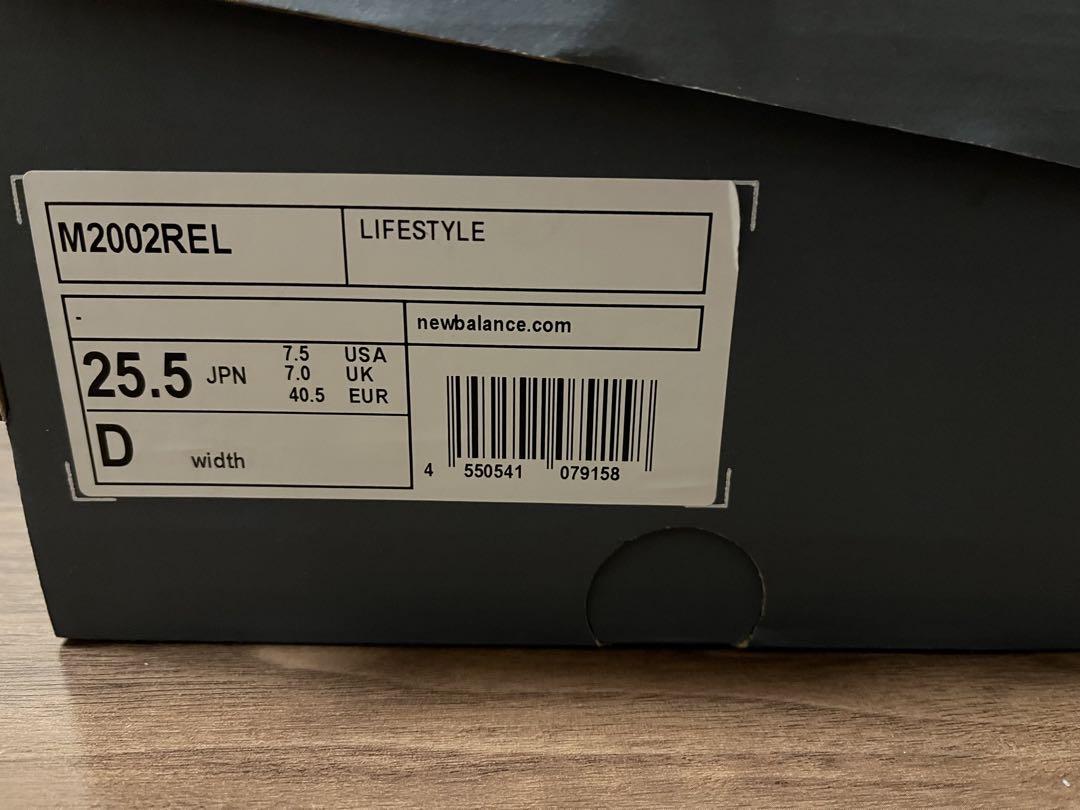 M2002REL
LIFESTYLE
-
newbalance.com
25.5 JPN
7.5 USA
7.0 UK
40.5 EUR
D width
4 550541 079158